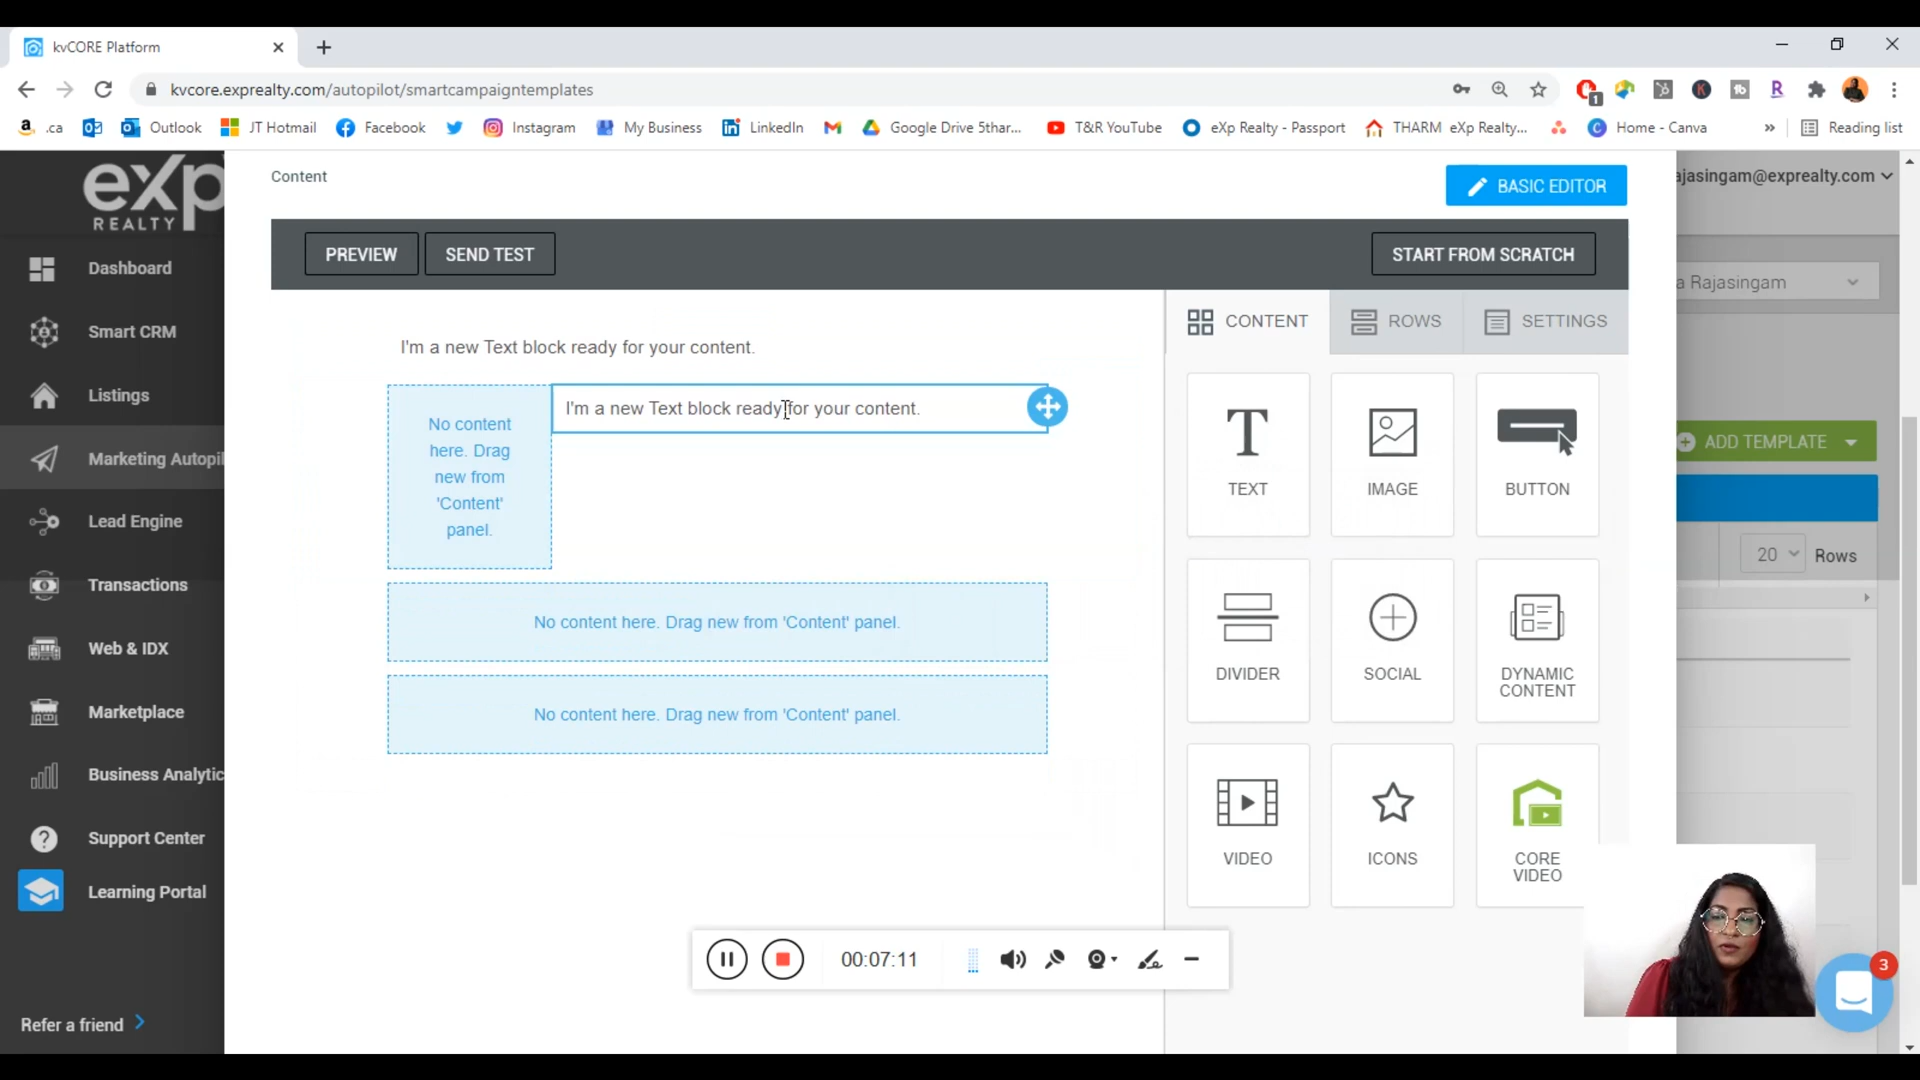 kvCORE Platform
kvcore.exprealty.com/autopilot/smartcampaigntemplates
1
.ca
Outlook
JT Hotmail
Facebook
Instagram
My Business
LinkedIn
Google Drive 5thar...
T&R YouTube
eXp Realty - Passport
THARM eXp Realty...
Home - Canva
»
Reading list
exp
REALTY
Content
BASIC EDITOR
ajasingam@exprealty.com
PREVIEW
SEND TEST
START FROM SCRATCH
a Rajasingam
Dashboard
Smart CRM
Listings
Marketing Autopil
Lead Engine
Transactions
Web & IDX
Marketplace
Business Analytic
Support Center
Learning Portal
Refer a friend
I'm a new Text block ready for your content.
No content
here. Drag
new from
'Content'
panel.
I'm a new Text block ready for your content.
No content here. Drag new from 'Content' panel.
No content here. Drag new from 'Content' panel.
CONTENT
ROWS
SETTINGS
TEXT
IMAGE
BUTTON
DIVIDER
SOCIAL
DYNAMIC
CONTENT
VIDEO
ICONS
CORE
VIDEO
ADD TEMPLATE
20
Rows
00:07:11
3